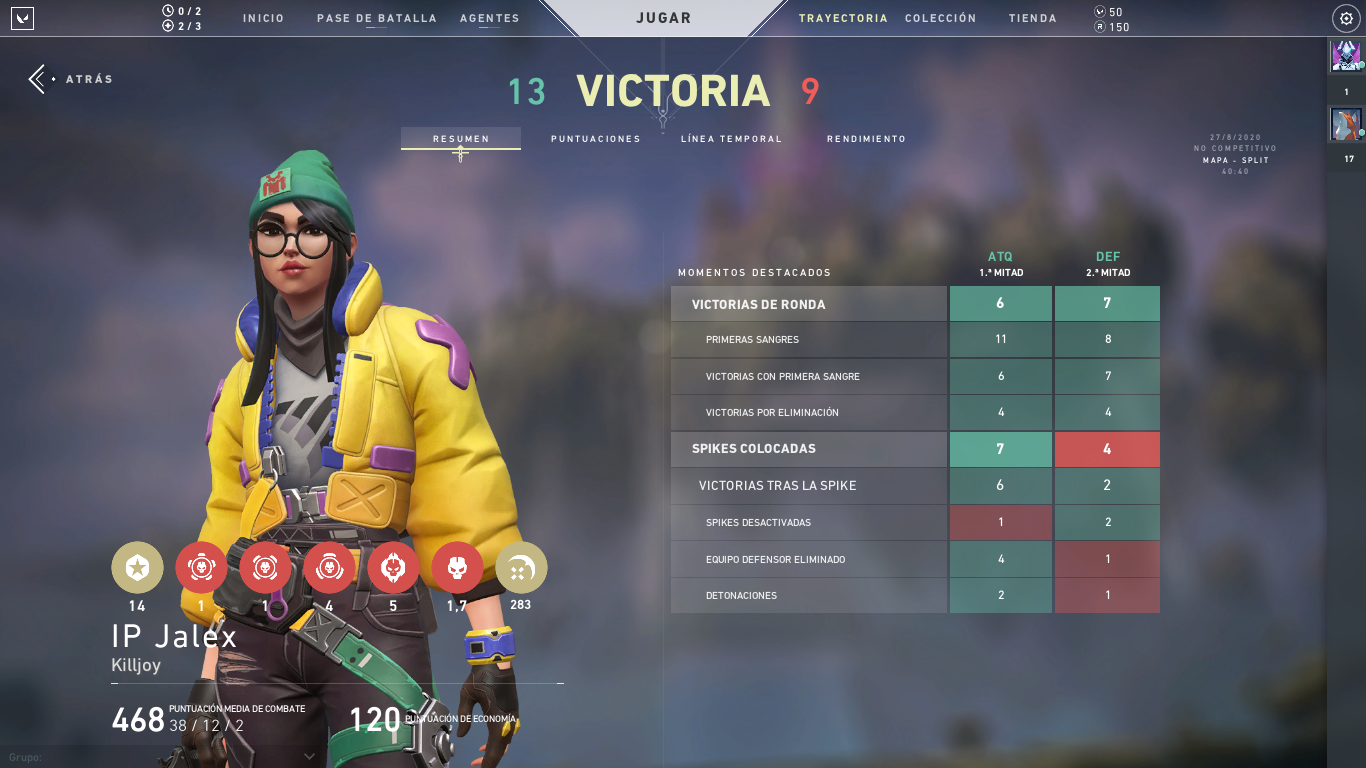 0 / 2
2 / 3
INICIO
PASE DE BATALLA
AGENTES
JUGAR
TRAYECTORIA
COLECCIÓN
TIENDA
50
150
ATRÁS
13 VICTORIA 9
RESUMEN
PUNTUACIONES
LÍNEA TEMPORAL
RENDIMIENTO
27/8/2020
NO COMPETITIVO
MAPA - SPLIT
40:40
1
17
ATQ DEF
MOMENTOS DESTACADOS 1.ª MITAD 2.ª MITAD
VICTORIAS DE RONDA 6 7
PRIMERAS SANGRES 11 8
VICTORIAS CON PRIMERA SANGRE 6 7
VICTORIAS POR ELIMINACIÓN 4 4
SPIKES COLOCADAS 7 4
VICTORIAS TRAS LA SPIKE 6 2
SPIKES DESACTIVADAS 1 2
EQUIPO DEFENSOR ELIMINADO 4 1
DETONACIONES 2 1
14 1 1 4 5 1,7 283
IP Jalex
Killjoy
468 PUNTUACIÓN MEDIA DE COMBATE
38 / 12 / 2
120 PUNTUACIÓN DE ECONOMÍA
Grupo: